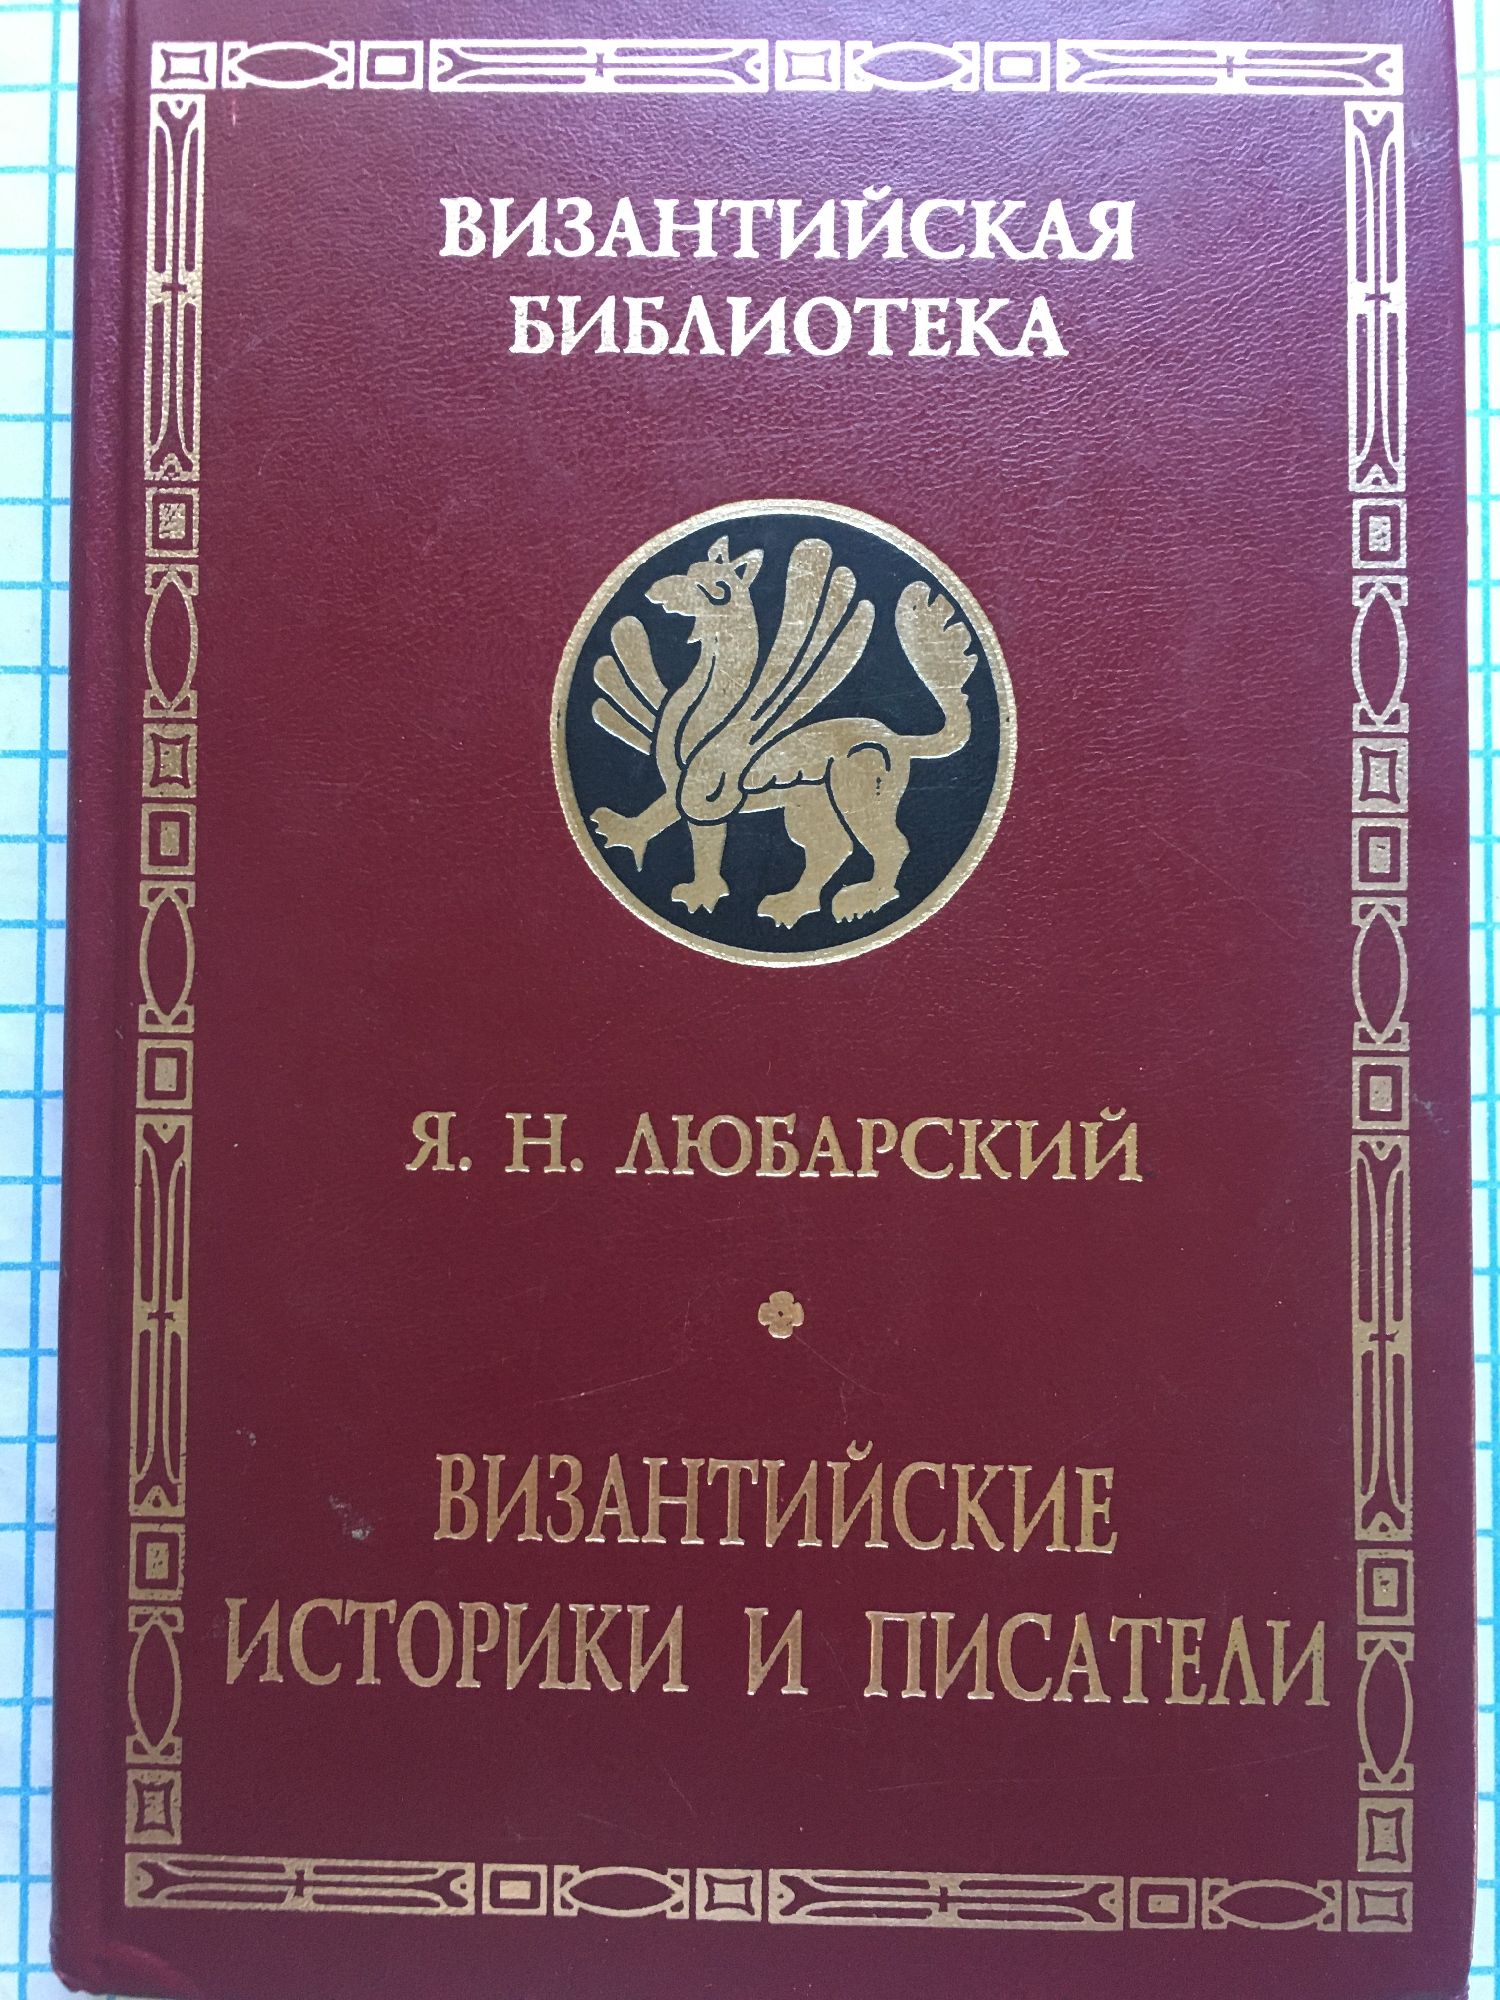 ВИЗАНТИЙСКАЯ
БИБЛИОТЕКА
Я. Н. ЛЮБАРСКИЙ
ВИЗАНТИЙСКИЕ
ИСТОРИКИ И ПИСАТЕЛИ